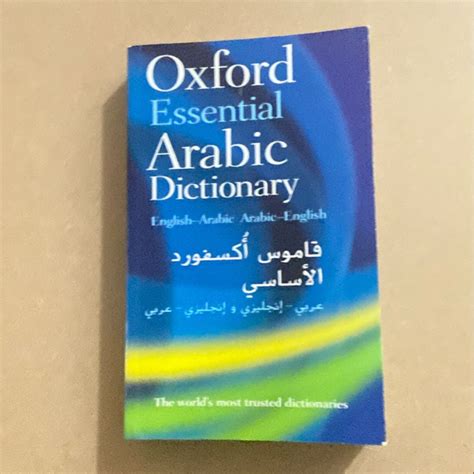 Oxford
Essential
Arabic
Dictionary
English–Arabic Arabic–English
قاموس أُكسفورد
الأساسي
عربي - إنجليزي و إنجليزي - عربي
The world's most trusted dictionaries